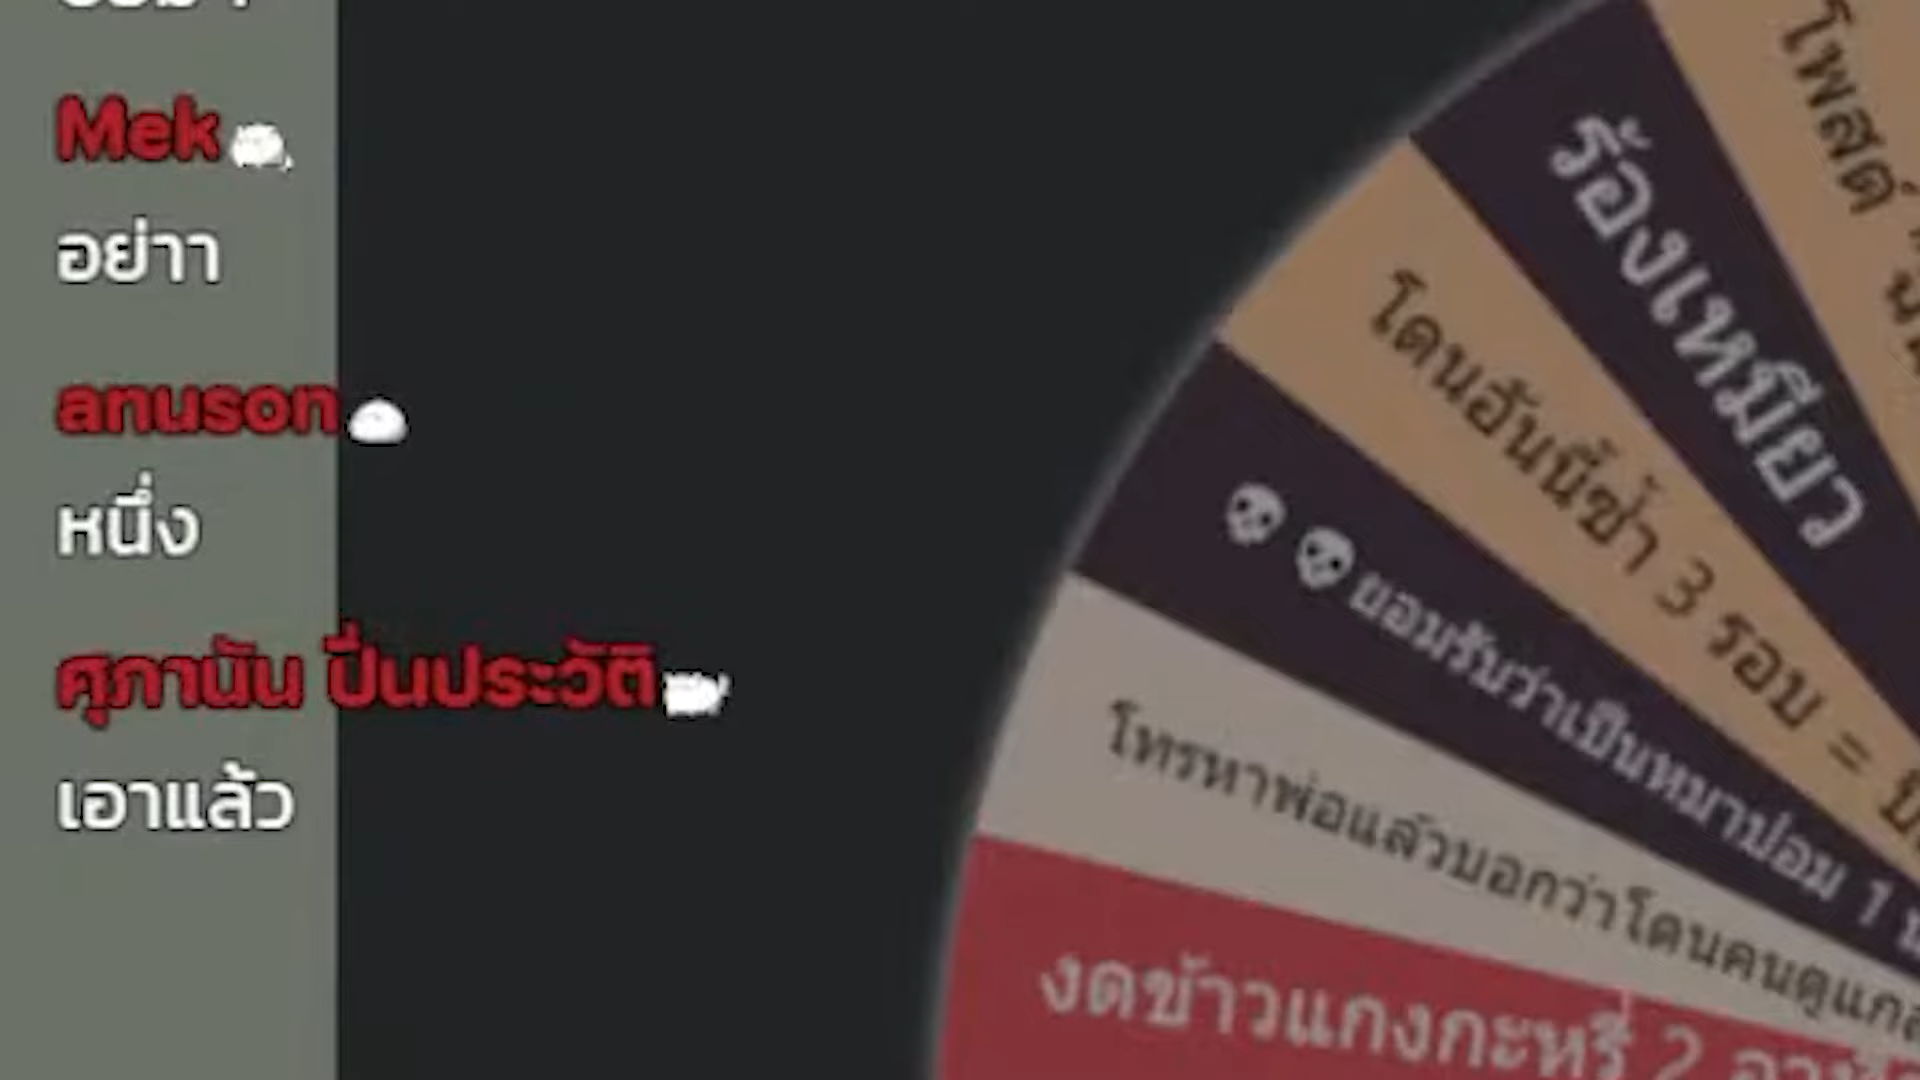 Mek
อย่าา
anuson
หนึ่ง
ศุภานัน ปิ่นประวัติ
เอาแล้ว
โพสต์
ร้องเหมียว
โดนอันนี้ซ้ำ 3 รอบ =
ยอมรับว่าเป็นหมาป่อม 1
โทรหาพ่อแล้วบอกว่าโดนคนดูแกล
งดข้าวแกงกะหรี่ 2